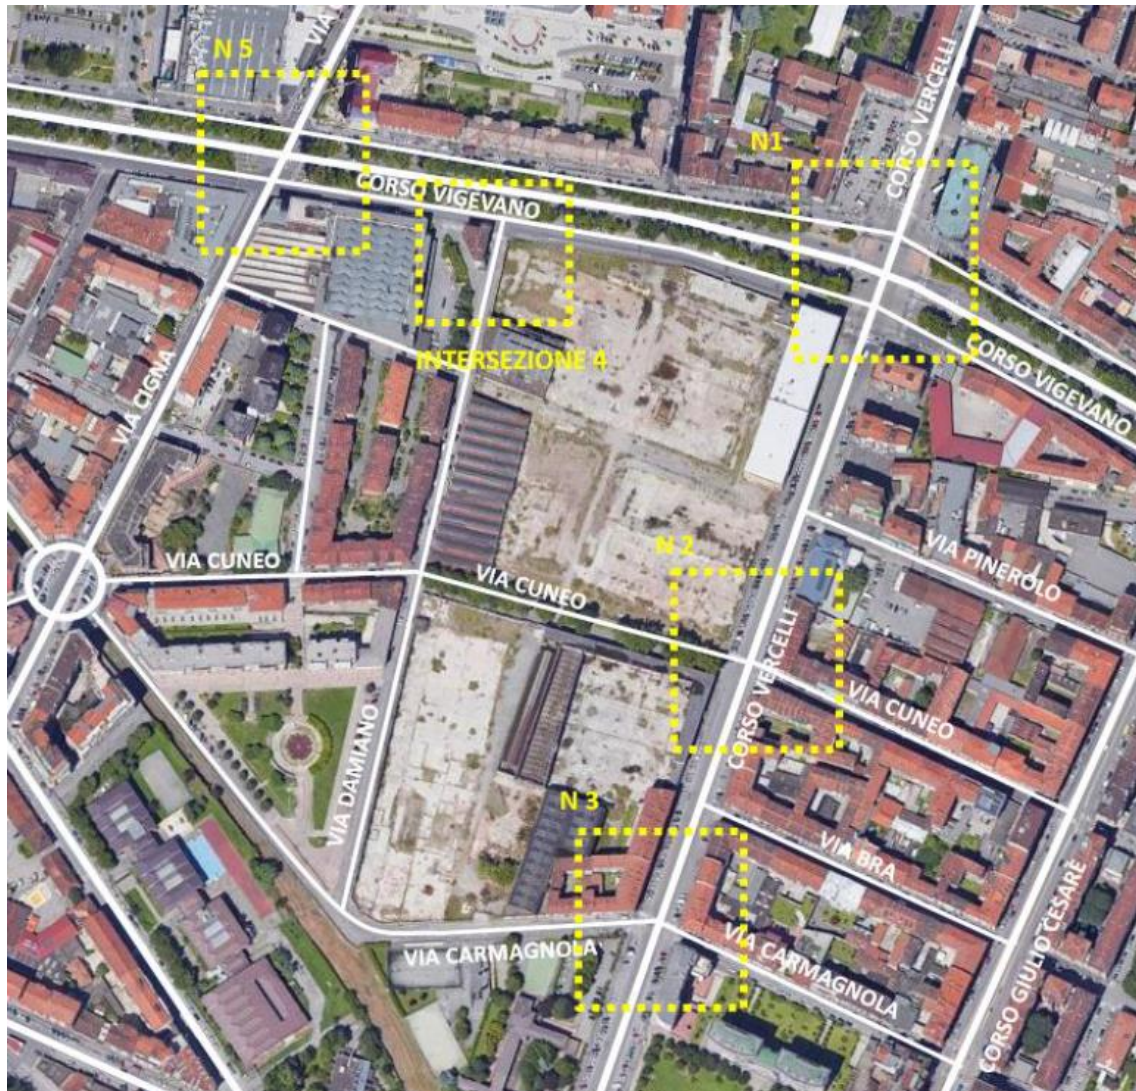 VIA
N 5
CORSO VERCELLI
N1
CORSO VIGEVANO
INTERSEZIONE 4
CORSO VIGEVANO
VIA CIGNA
VIA PINEROLO
N 2
VIA CUNEO
VIA CUNEO
CORSO VERCELLI
VIA CUNEO
VIA DAMIANO
N 3
VIA BRA
VIA CARMAGNOLA
VIA CARMAGNOLA
CORSO GIULIO CESARE